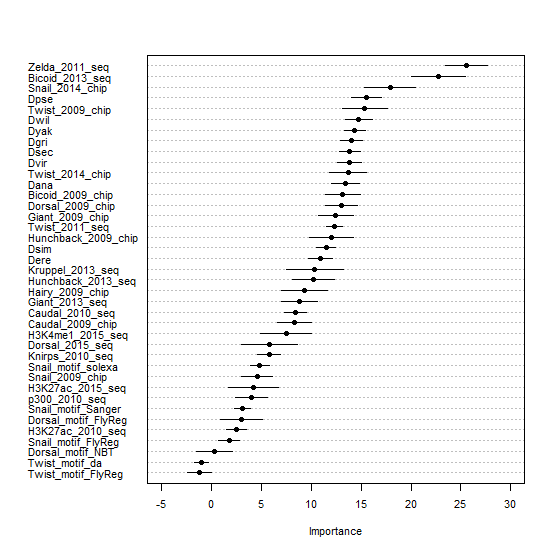 Zelda_2011_seq
Bicoid_2013_seq
Snail_2014_chip
Dpse
Twist_2009_chip
Dwil
Dyak
Dgri
Dsec
Dvir
Twist_2014_chip
Dana
Bicoid_2009_chip
Dorsal_2009_chip
Giant_2009_chip
Twist_2011_seq
Hunchback_2009_chip
Dsim
Dere
Kruppel_2013_seq
Hunchback_2013_seq
Hairy_2009_chip
Giant_2013_seq
Caudal_2010_seq
Caudal_2009_chip
H3K4me1_2015_seq
Dorsal_2015_seq
Knirps_2010_seq
Snail_motif_solexa
Snail_2009_chip
H3K27ac_2015_seq
p300_2010_seq
Snail_motif_Sanger
Dorsal_motif_FlyReg
H3K27ac_2010_seq
Snail_motif_FlyReg
Dorsal_motif_NBT
Twist_motif_da
Twist_motif_FlyReg
-5 0 5 10 15 20 25 30
Importance